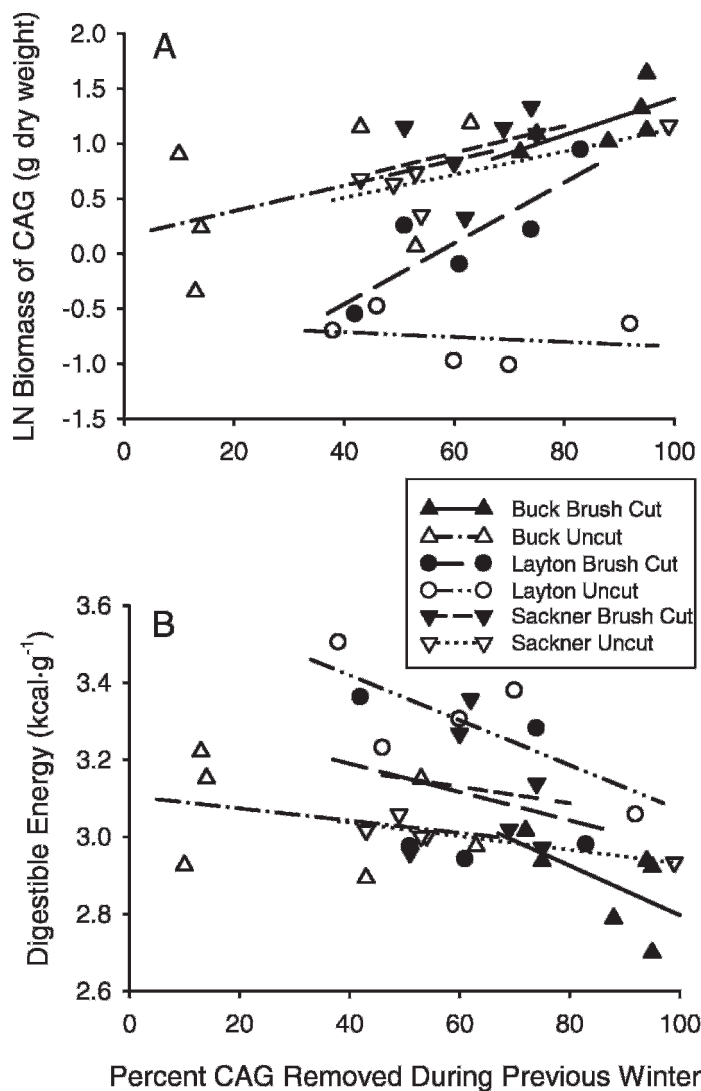 A
LN Biomass of CAG (g dry weight)
2.0
1.5
1.0
0.5
0.0
-0.5
-1.0
-1.5
0 20 40 60 80 100
Buck Brush Cut
Buck Uncut
Layton Brush Cut
Layton Uncut
Sackner Brush Cut
Sackner Uncut
B
Digestible Energy (kcal·g⁻¹)
3.6
3.4
3.2
3.0
2.8
2.6
0 20 40 60 80 100
Percent CAG Removed During Previous Winter